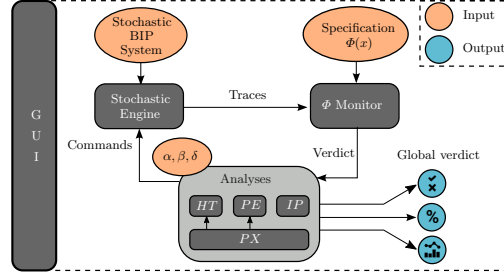 Stochastic
BIP
System
Specification
Φ(x)
Input
Output
G
U
I
Stochastic
Engine
Traces
Φ Monitor
Commands
α, β, δ
Verdict
Global verdict
Analyses
HT
PE
IP
%
PX